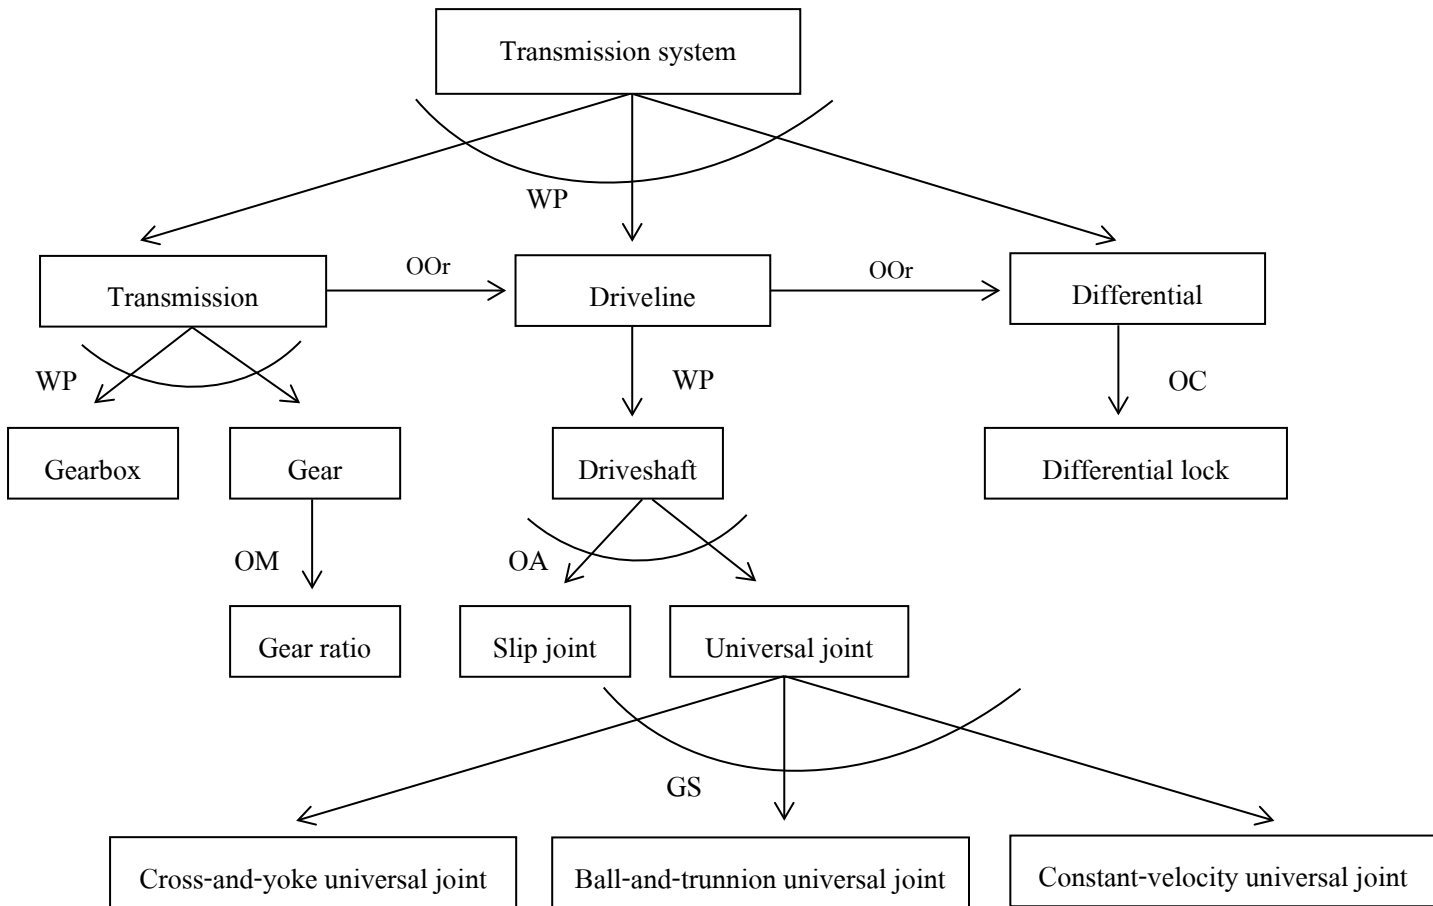 Transmission system
WP
Transmission
OOr
Driveline
OOr
Differential
WP
WP
OC
Gearbox
Gear
Driveshaft
Differential lock
OM
OA
Gear ratio
Slip joint
Universal joint
GS
Cross-and-yoke universal joint
Ball-and-trunnion universal joint
Constant-velocity universal joint